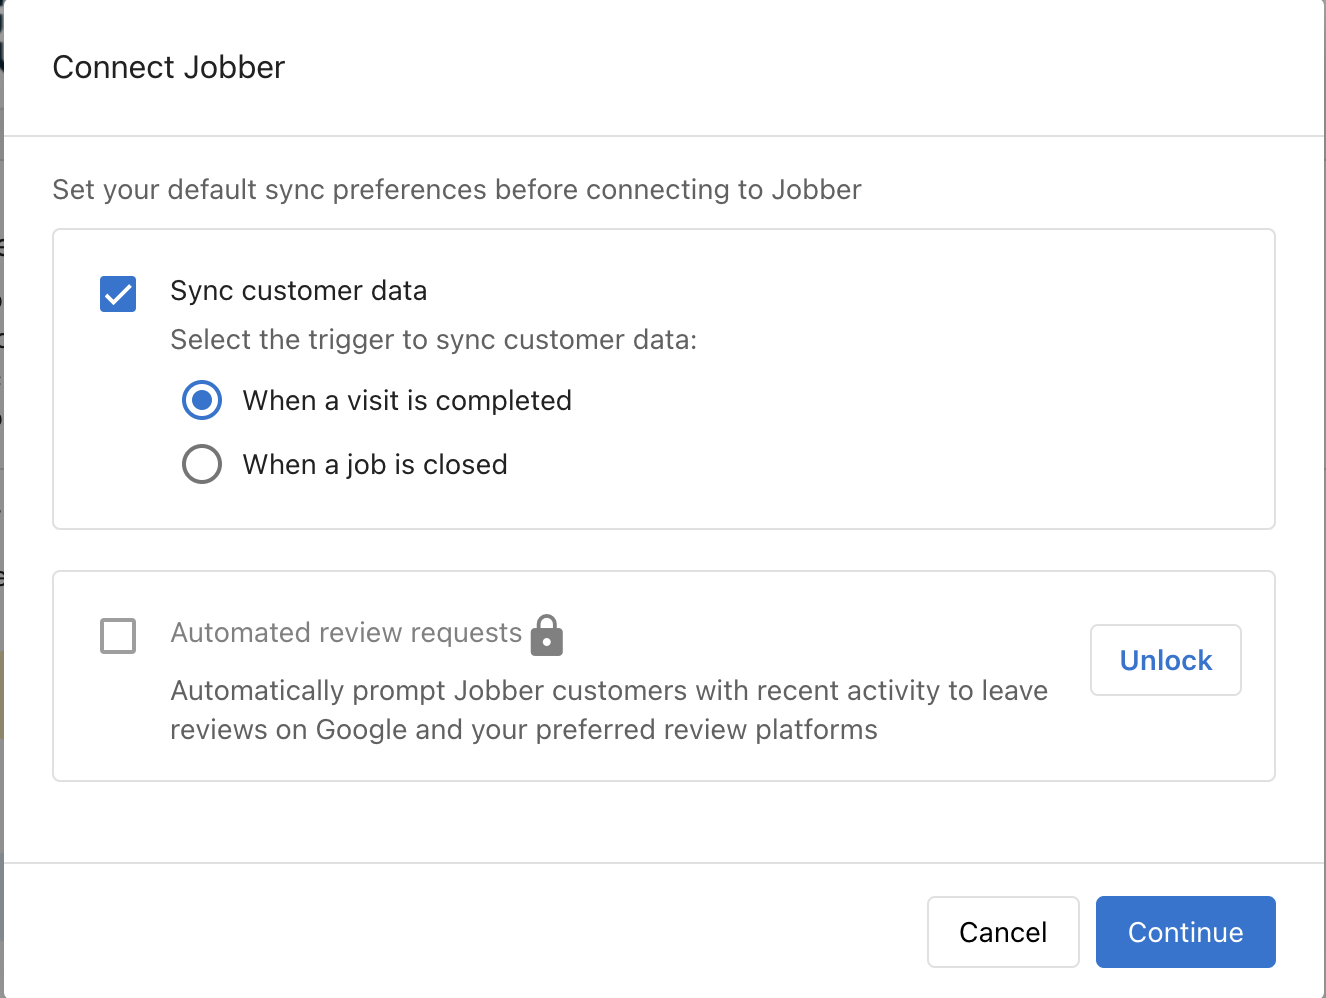 Connect Jobber
Set your default sync preferences before connecting to Jobber
Sync customer data
Select the trigger to sync customer data:
When a visit is completed
When a job is closed
Automated review requests
Unlock
Automatically prompt Jobber customers with recent activity to leave
reviews on Google and your preferred review platforms
Cancel
Continue